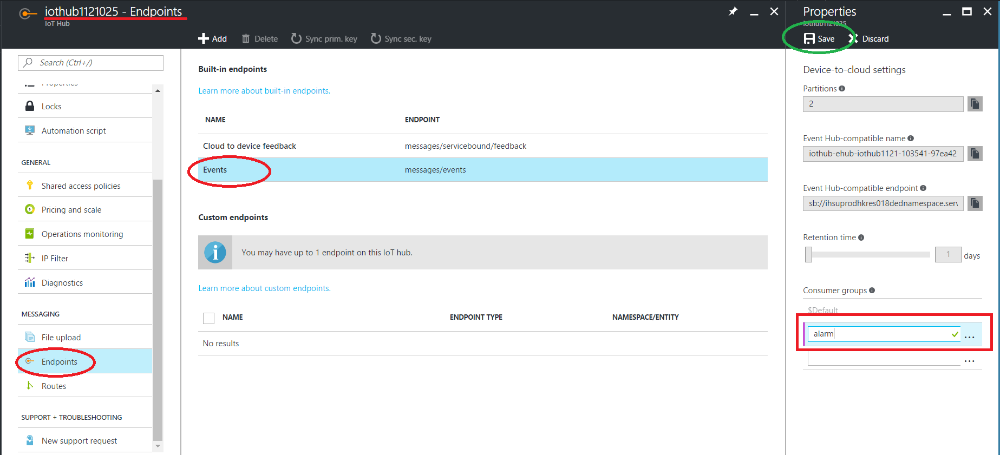 iothub1121025 - Endpoints
IoT Hub
Add
Delete
Sync prim. key
Sync sec. key
Search (Ctrl+/)
Properties
Locks
Automation script
GENERAL
Shared access policies
Pricing and scale
Operations monitoring
IP Filter
Diagnostics
MESSAGING
File upload
Endpoints
Routes
SUPPORT + TROUBLESHOOTING
New support request
Built-in endpoints
Learn more about built-in endpoints.
NAME ENDPOINT
Cloud to device feedback messages/servicebound/feedback
Events messages/events
Custom endpoints
You may have up to 1 endpoint on this IoT hub.
Learn more about custom endpoints.
NAME ENDPOINT TYPE NAMESPACE/ENTITY
No results
Properties
iothub1121025
Save
Discard
Device-to-cloud settings
Partitions
2
Event Hub-compatible name
iothub-ehub-iothub1121-103541-97ea42
Event Hub-compatible endpoint
sb://ihsuprodhkres018dednamespace.serv
Retention time
1 days
Consumer groups
$Default
alarm ...
...